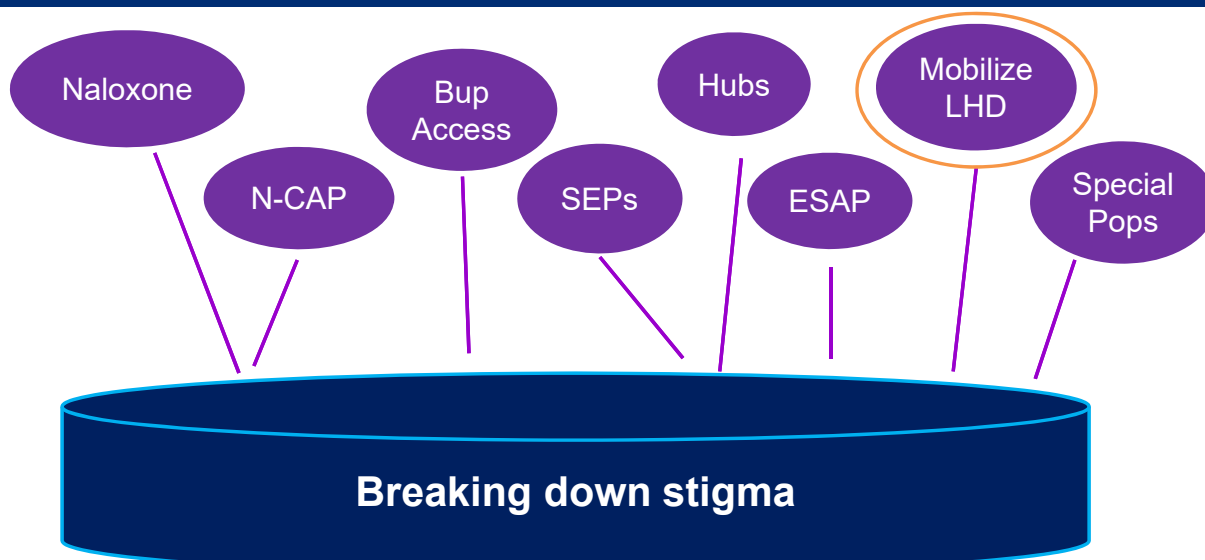 Naloxone
N-CAP
Bup
Access
SEPs
Hubs
ESAP
Mobilize
LHD
Special
Pops
Breaking down stigma